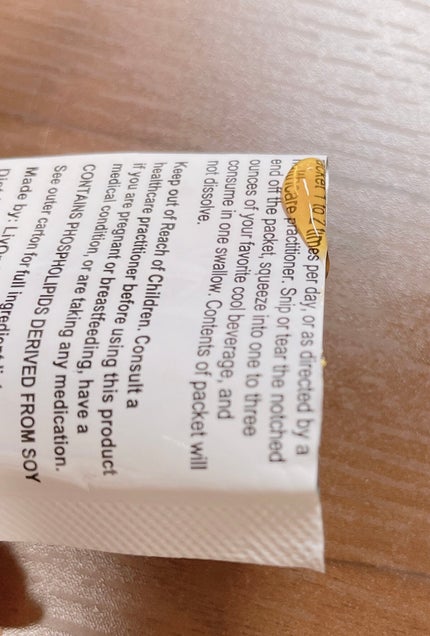 1 to times per day, or as directed by a
practitioner. Snip or tear the notched
end off the packet, squeeze into one to three
ounces of your favorite cool beverage, and
consume in one swallow. Contents of packet will
not dissolve.
Keep out of Reach of Children. Consult a
healthcare practitioner before using this product
if you are pregnant or breastfeeding, have a
medical condition, or are taking any medication.
CONTAINS PHOSPHOLIPIDS DERIVED FROM SOY
See outer carton for full ingredient
Made by: